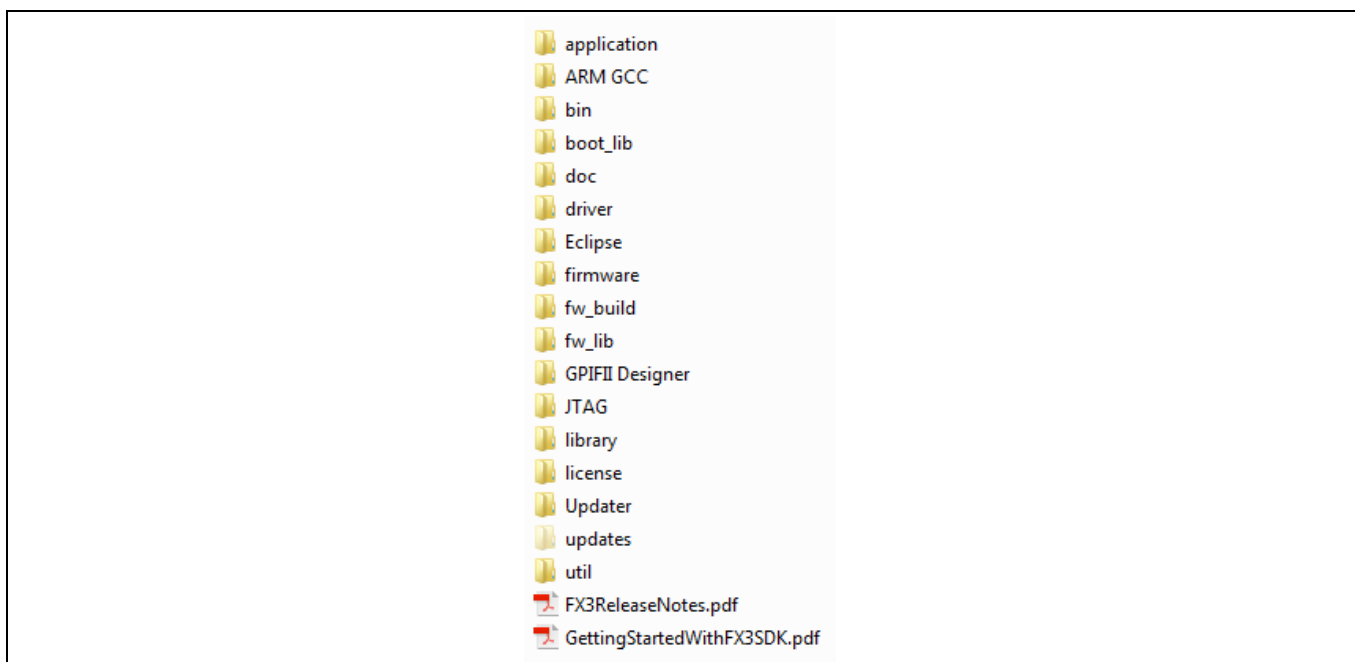 application
ARM GCC
bin
boot_lib
doc
driver
Eclipse
firmware
fw_build
fw_lib
GPIFII Designer
JTAG
library
license
Updater
updates
util
FX3ReleaseNotes.pdf
GettingStartedWithFX3SDK.pdf